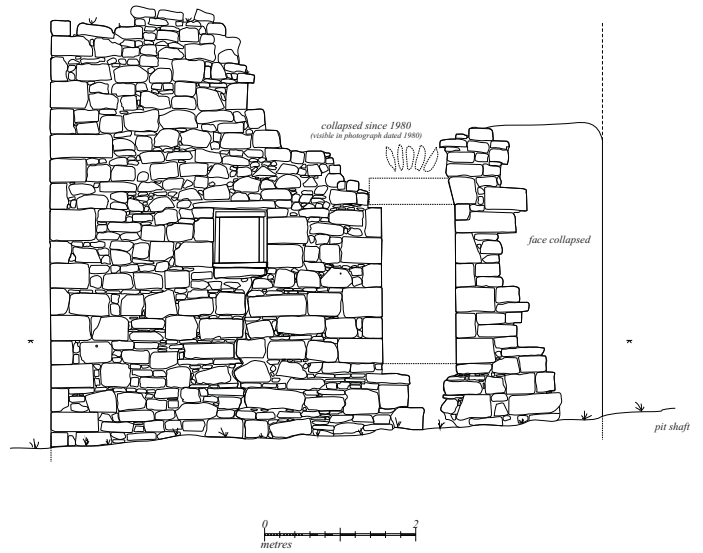 collapsed since 1980
(visible in photograph dated 1980)
face collapsed
pit shaft
0 2
metres